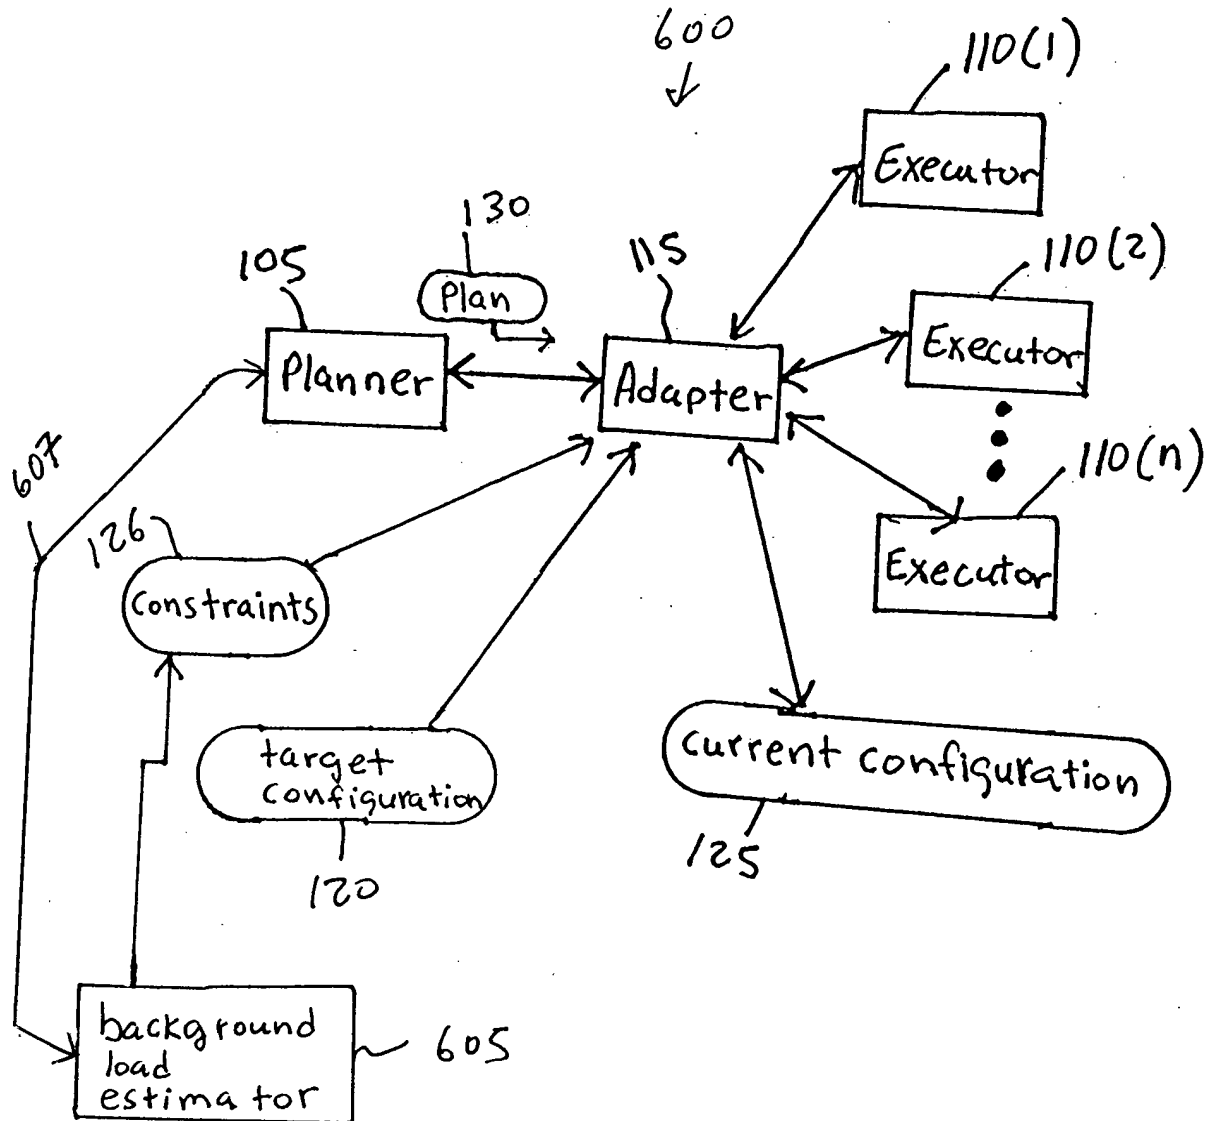 600
110(1)
Executor
130
Plan
105
115
110(2)
Planner
Adapter
Executor
607
126
110(n)
Constraints
Executor
target
configuration
current configuration
120
125
background
load
estimator
605